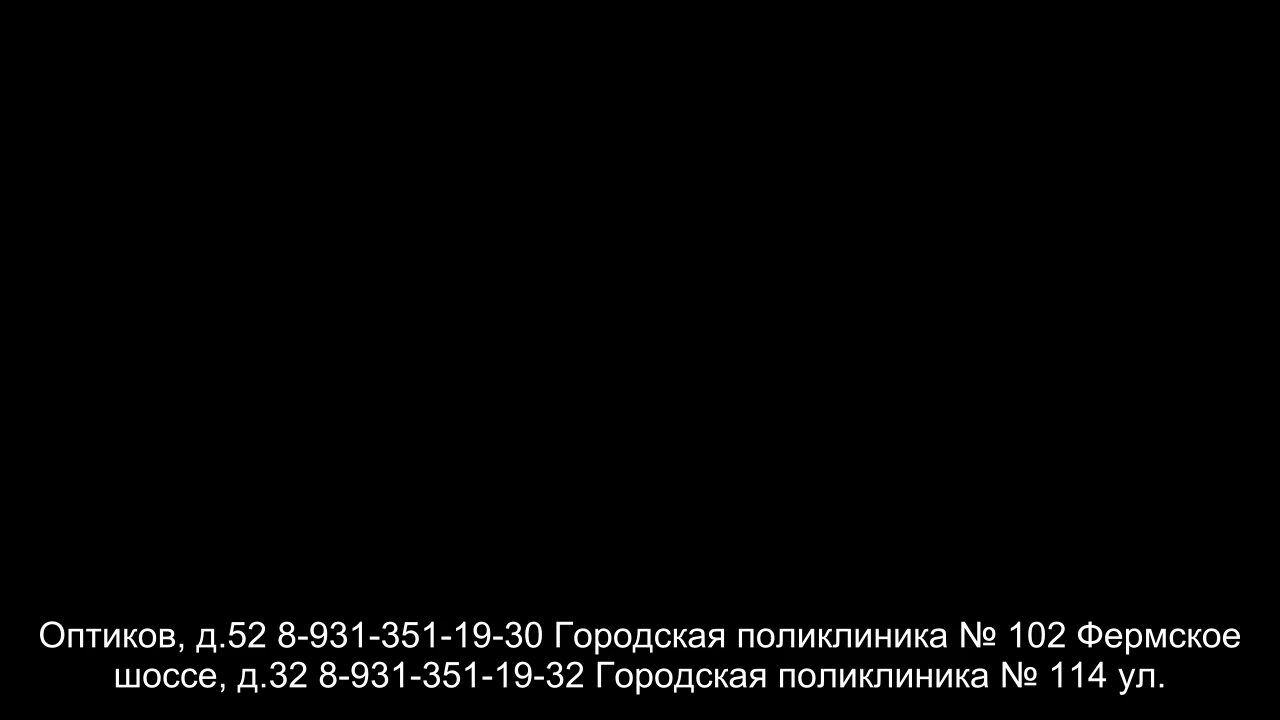 Оптиков, д.52 8-931-351-19-30 Городская поликлиника № 102 Фермское
шоссе, д.32 8-931-351-19-32 Городская поликлиника № 114 ул.